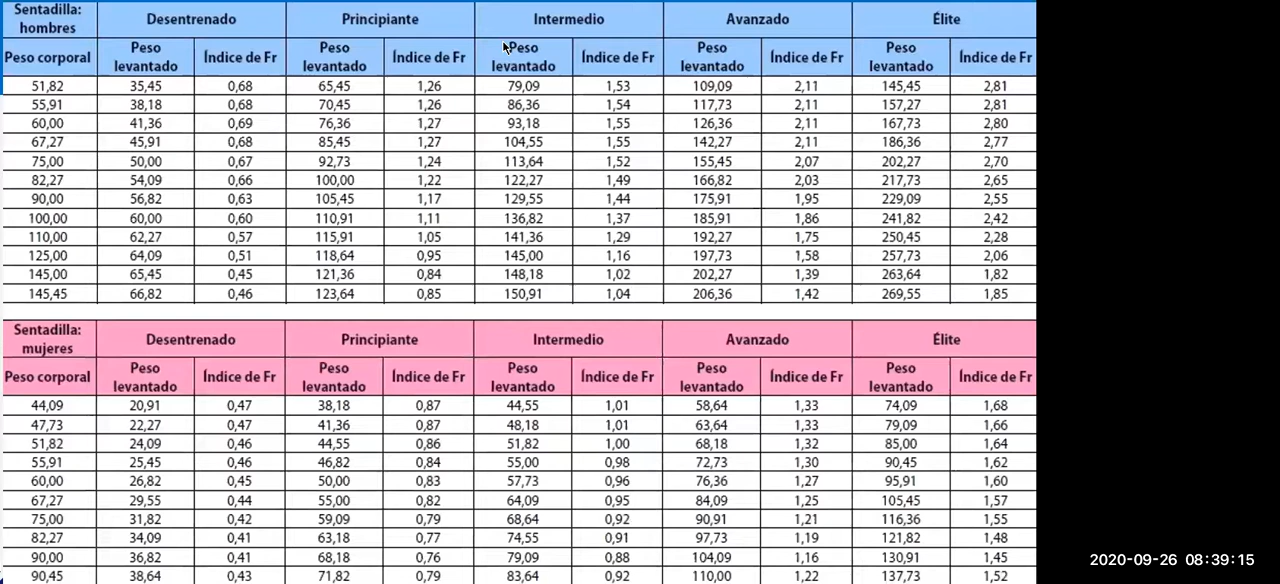 Sentadilla: hombres Desentrenado Principiante Intermedio Avanzado Élite
Peso corporal Peso levantado Índice de Fr Peso levantado Índice de Fr Peso levantado Índice de Fr Peso levantado Índice de Fr Peso levantado Índice de Fr
51,82 35,45 0,68 65,45 1,26 79,09 1,53 109,09 2,11 145,45 2,81
55,91 38,18 0,68 70,45 1,26 86,36 1,54 117,73 2,11 157,27 2,81
60,00 41,36 0,69 76,36 1,27 93,18 1,55 126,36 2,11 167,73 2,80
67,27 45,91 0,68 85,45 1,27 104,55 1,55 142,27 2,11 186,36 2,77
75,00 50,00 0,67 92,73 1,24 113,64 1,52 155,45 2,07 202,27 2,70
82,27 54,09 0,66 100,00 1,22 122,27 1,49 166,82 2,03 217,73 2,65
90,00 56,82 0,63 105,45 1,17 129,55 1,44 175,91 1,95 229,09 2,55
100,00 60,00 0,60 110,91 1,11 136,82 1,37 185,91 1,86 241,82 2,42
110,00 62,27 0,57 115,91 1,05 141,36 1,29 192,27 1,75 250,45 2,28
125,00 64,09 0,51 118,64 0,95 145,00 1,16 197,73 1,58 257,73 2,06
145,00 65,45 0,45 121,36 0,84 148,18 1,02 202,27 1,39 263,64 1,82
145,45 66,82 0,46 123,64 0,85 150,91 1,04 206,36 1,42 269,55 1,85
Sentadilla: mujeres Desentrenado Principiante Intermedio Avanzado Élite
Peso corporal Peso levantado Índice de Fr Peso levantado Índice de Fr Peso levantado Índice de Fr Peso levantado Índice de Fr Peso levantado Índice de Fr
44,09 20,91 0,47 38,18 0,87 44,55 1,01 58,64 1,33 74,09 1,68
47,73 22,27 0,47 41,36 0,87 48,18 1,01 63,64 1,33 79,09 1,66
51,82 24,09 0,46 44,55 0,86 51,82 1,00 68,18 1,32 85,00 1,64
55,91 25,45 0,46 46,82 0,84 55,00 0,98 72,73 1,30 90,45 1,62
60,00 26,82 0,45 50,00 0,83 57,73 0,96 76,36 1,27 95,91 1,60
67,27 29,55 0,44 55,00 0,82 64,09 0,95 84,09 1,25 105,45 1,57
75,00 31,82 0,42 59,09 0,79 68,64 0,92 90,91 1,21 116,36 1,55
82,27 34,09 0,41 63,18 0,77 74,55 0,91 97,73 1,19 121,82 1,48
90,00 36,82 0,41 68,18 0,76 79,09 0,88 104,09 1,16 130,91 1,45
90,45 38,64 0,43 71,82 0,79 83,64 0,92 110,00 1,22 137,73 1,52
2020-09-26 08:39:15